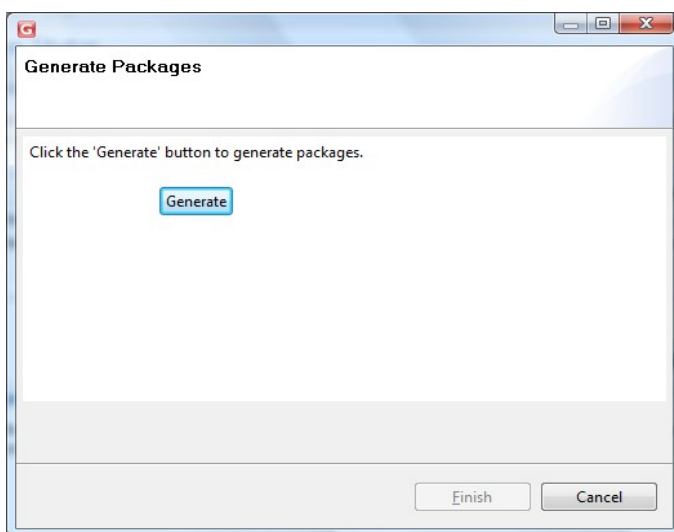 G
X
Generate Packages
Click the 'Generate' button to generate packages.
Generate
Finish
Cancel